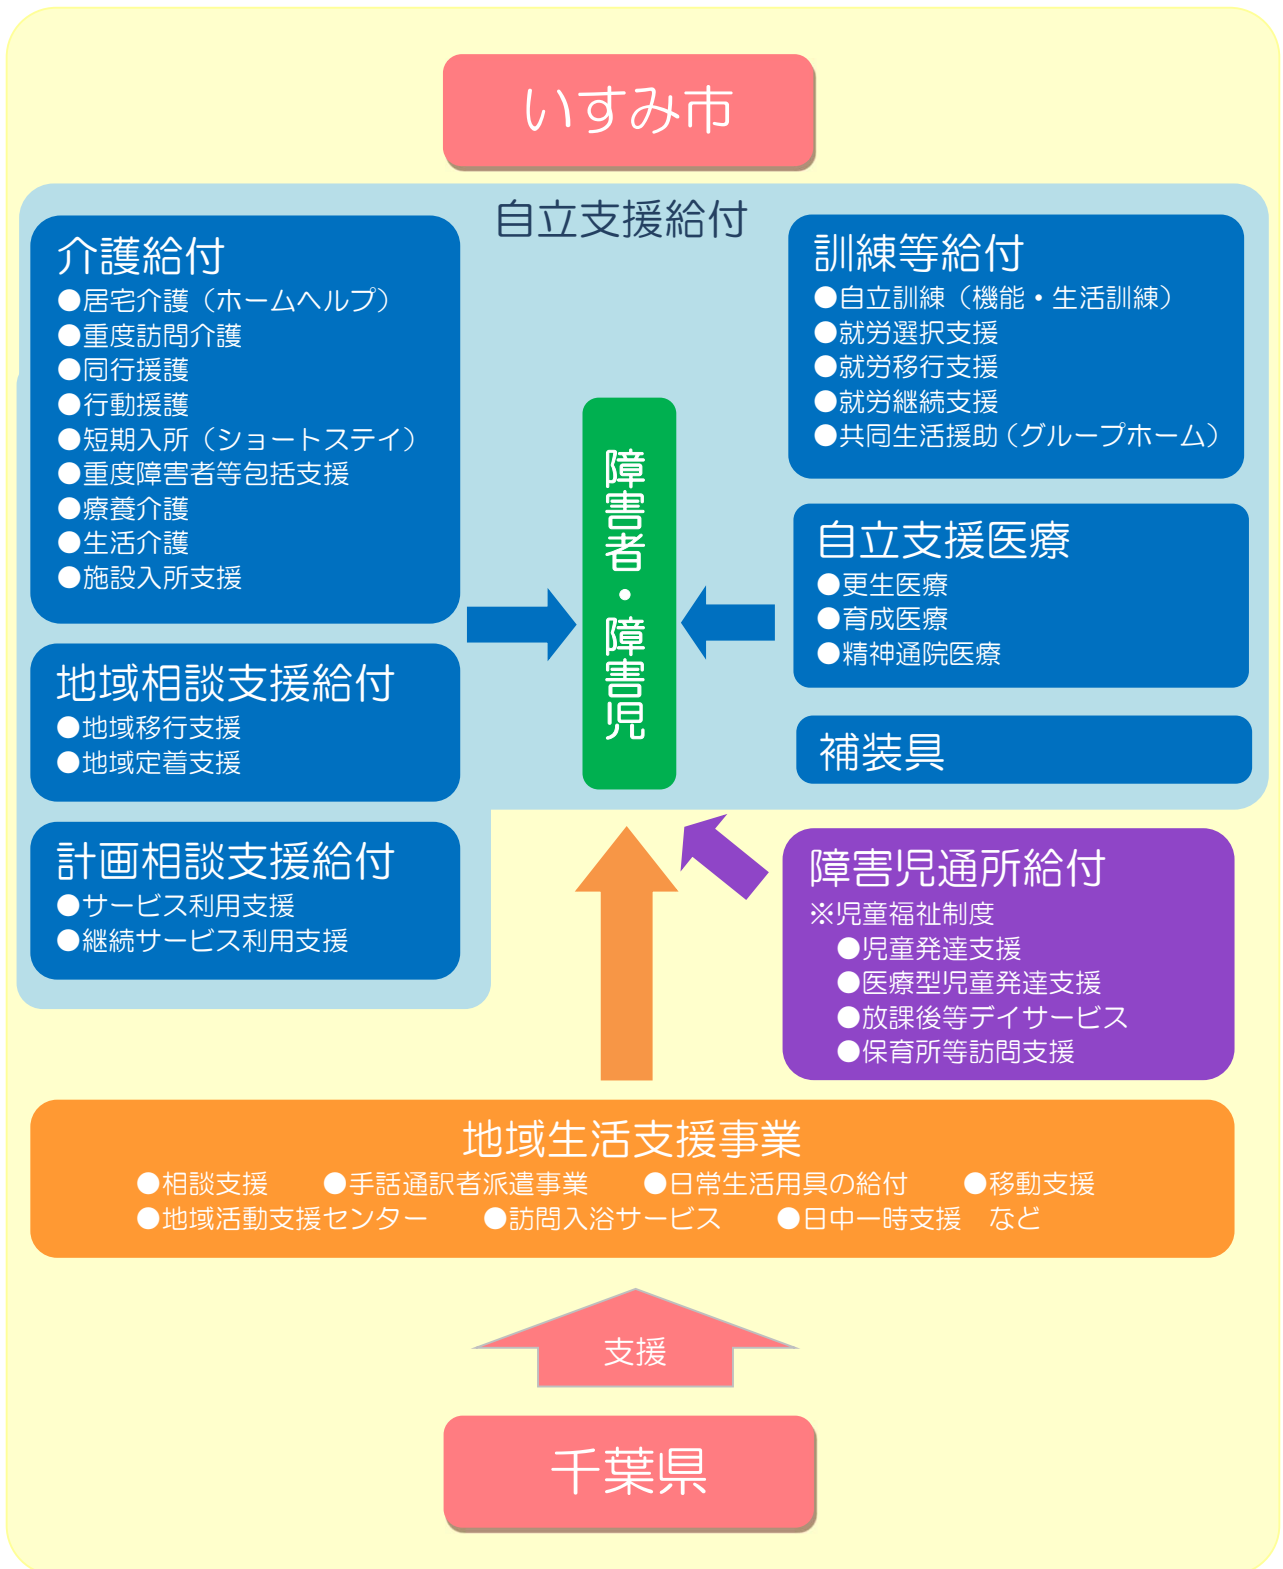 いすみ市
自立支援給付
介護給付
●居宅介護（ホームヘルプ）
●重度訪問介護
●同行援護
●行動援護
●短期入所（ショートステイ）
●重度障害者等包括支援
●療養介護
●生活介護
●施設入所支援
地域相談支援給付
●地域移行支援
●地域定着支援
計画相談支援給付
●サービス利用支援
●継続サービス利用支援
障害者・障害児
訓練等給付
●自立訓練（機能・生活訓練）
●就労選択支援
●就労移行支援
●就労継続支援
●共同生活援助（グループホーム）
自立支援医療
●更生医療
●育成医療
●精神通院医療
補装具
障害児通所給付
※児童福祉制度
●児童発達支援
●医療型児童発達支援
●放課後等デイサービス
●保育所等訪問支援
地域生活支援事業
●相談支援　　●手話通訳者派遣事業　　●日常生活用具の給付　　●移動支援
●地域活動支援センター　　●訪問入浴サービス　　●日中一時支援　など
支援
千葉県